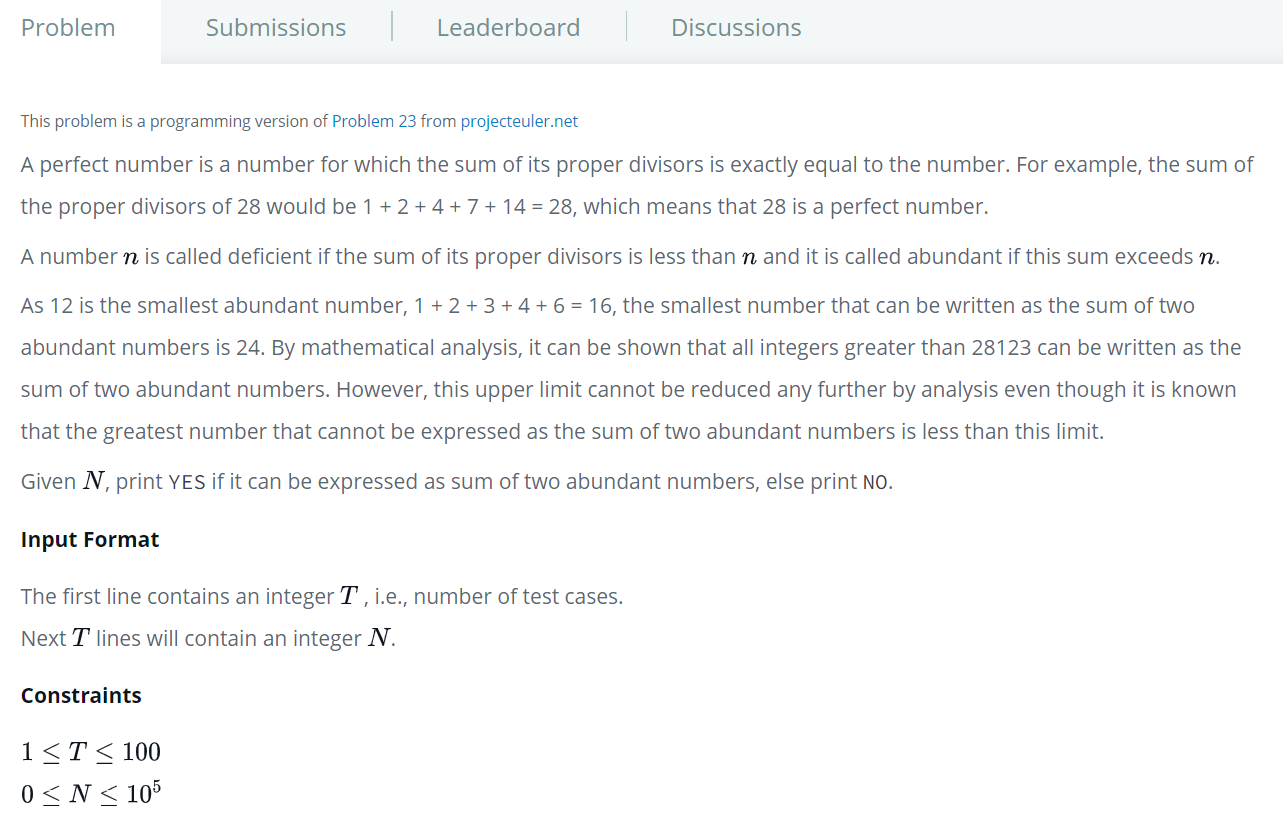 Problem Submissions Leaderboard Discussions
This problem is a programming version of Problem 23 from projecteuler.net
A perfect number is a number for which the sum of its proper divisors is exactly equal to the number. For example, the sum of
the proper divisors of 28 would be 1 + 2 + 4 + 7 + 14 = 28, which means that 28 is a perfect number.
A number n is called deficient if the sum of its proper divisors is less than n and it is called abundant if this sum exceeds n.
As 12 is the smallest abundant number, 1 + 2 + 3 + 4 + 6 = 16, the smallest number that can be written as the sum of two
abundant numbers is 24. By mathematical analysis, it can be shown that all integers greater than 28123 can be written as the
sum of two abundant numbers. However, this upper limit cannot be reduced any further by analysis even though it is known
that the greatest number that cannot be expressed as the sum of two abundant numbers is less than this limit.
Given N, print YES if it can be expressed as sum of two abundant numbers, else print NO.
Input Format
The first line contains an integer T , i.e., number of test cases.
Next T lines will contain an integer N.
Constraints
1 ≤ T ≤ 100
0 ≤ N ≤ 10⁵